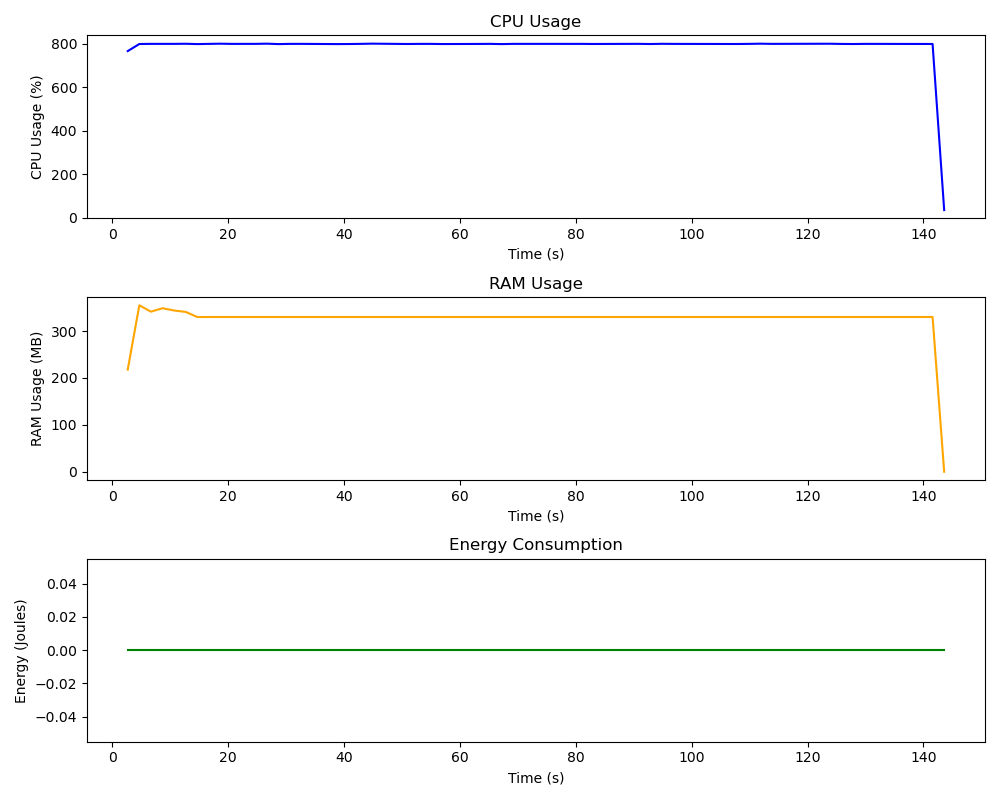 CPU Usage
CPU Usage (%)
800
600
400
200
0
0 20 40 60 80 100 120 140
Time (s)
RAM Usage
RAM Usage (MB)
300
200
100
0
0 20 40 60 80 100 120 140
Time (s)
Energy Consumption
Energy (Joules)
0.04
0.02
0.00
−0.02
−0.04
0 20 40 60 80 100 120 140
Time (s)